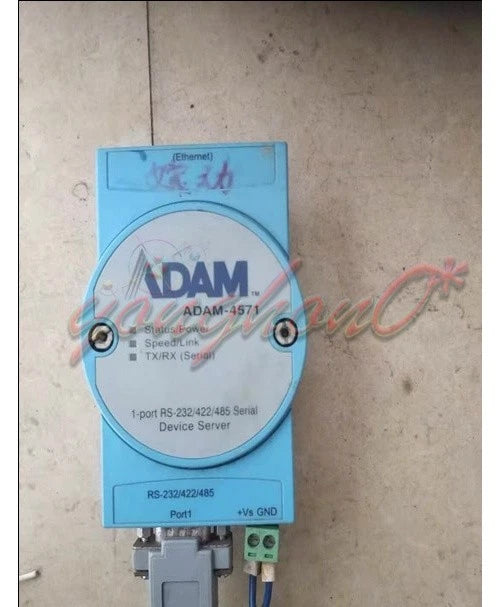 (Ethernet)
ADAM™
ADAM-4571
Status/Power
Speed/Link
TX/RX (Serial)
1-port RS-232/422/485 Serial
Device Server
RS-232/422/485
Port1
+Vs GND